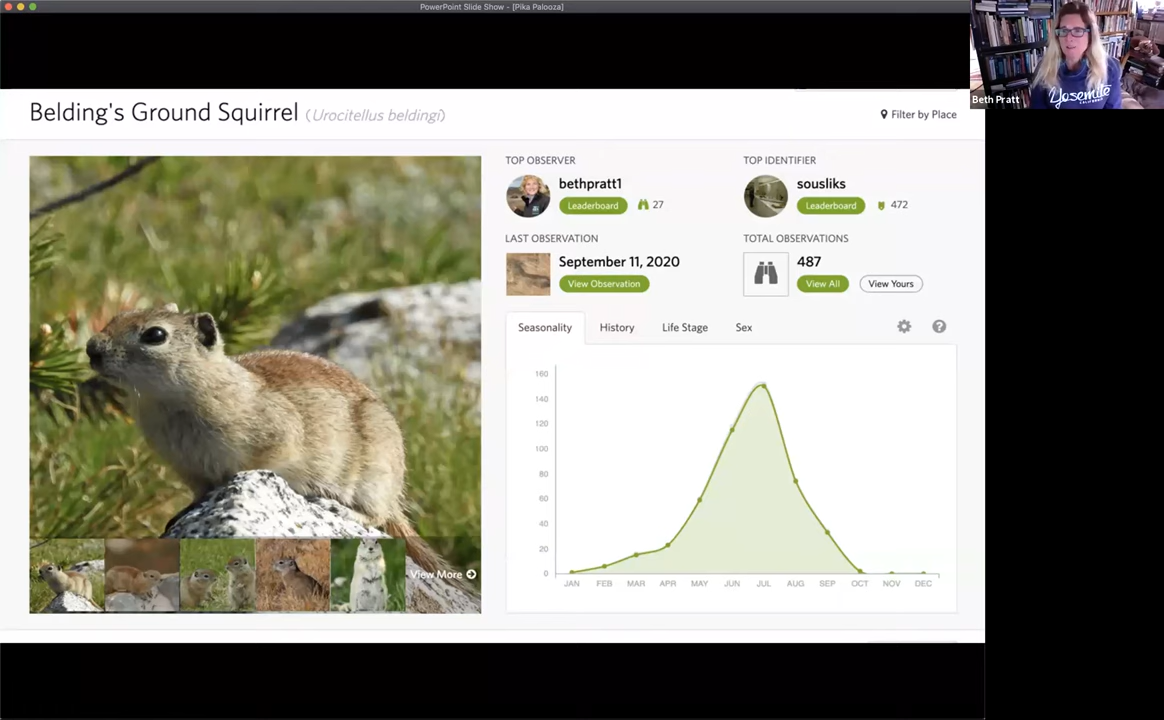 PowerPoint Slide Show - [Pika Palooza]
Beth Pratt
Yosemite
CALIFORNIA
Belding's Ground Squirrel (Urocitellus beldingi)
Filter by Place
TOP OBSERVER
bethpratt1
Leaderboard 27
TOP IDENTIFIER
sousliks
Leaderboard 472
LAST OBSERVATION
September 11, 2020
View Observation
TOTAL OBSERVATIONS
487
View All View Yours
Seasonality History Life Stage Sex ?
160
140
120
100
80
60
40
20
0
JAN FEB MAR APR MAY JUN JUL AUG SEP OCT NOV DEC
View More